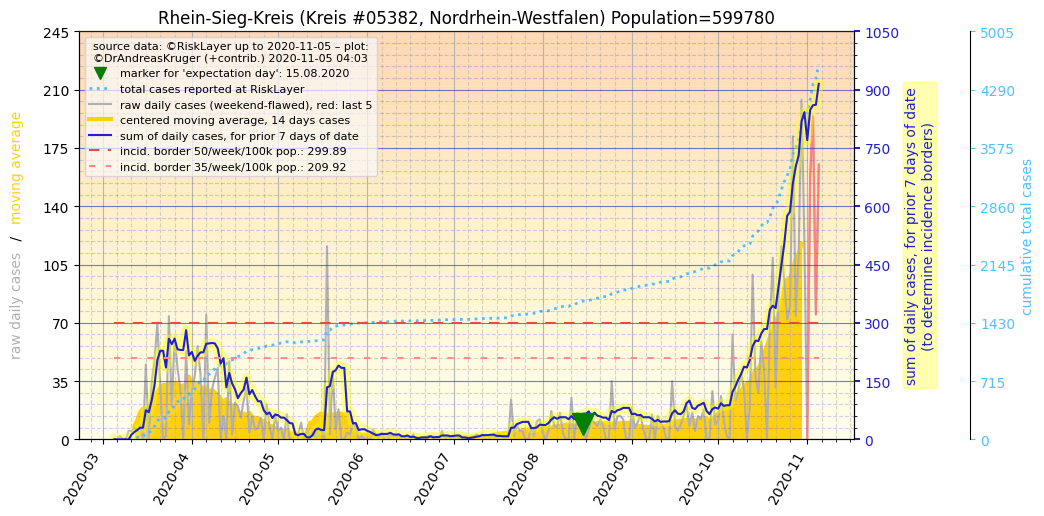 Rhein-Sieg-Kreis (Kreis #05382, Nordrhein-Westfalen) Population=599780
source data: ©RiskLayer up to 2020-11-05 – plot:
©DrAndreasKruger (+contrib.) 2020-11-05 04:03
marker for 'expectation day': 15.08.2020
total cases reported at RiskLayer
raw daily cases (weekend-flawed), red: last 5
centered moving average, 14 days cases
sum of daily cases, for prior 7 days of date
incid. border 50/week/100k pop.: 299.89
incid. border 35/week/100k pop.: 209.92
raw daily cases / moving average
245
210
175
140
105
70
35
0
2020-03
2020-04
2020-05
2020-06
2020-07
2020-08
2020-09
2020-10
2020-11
1050
900
750
600
450
300
150
0
sum of daily cases, for prior 7 days of date
(to determine incidence borders)
5005
4290
3575
2860
2145
1430
715
0
cumulative total cases